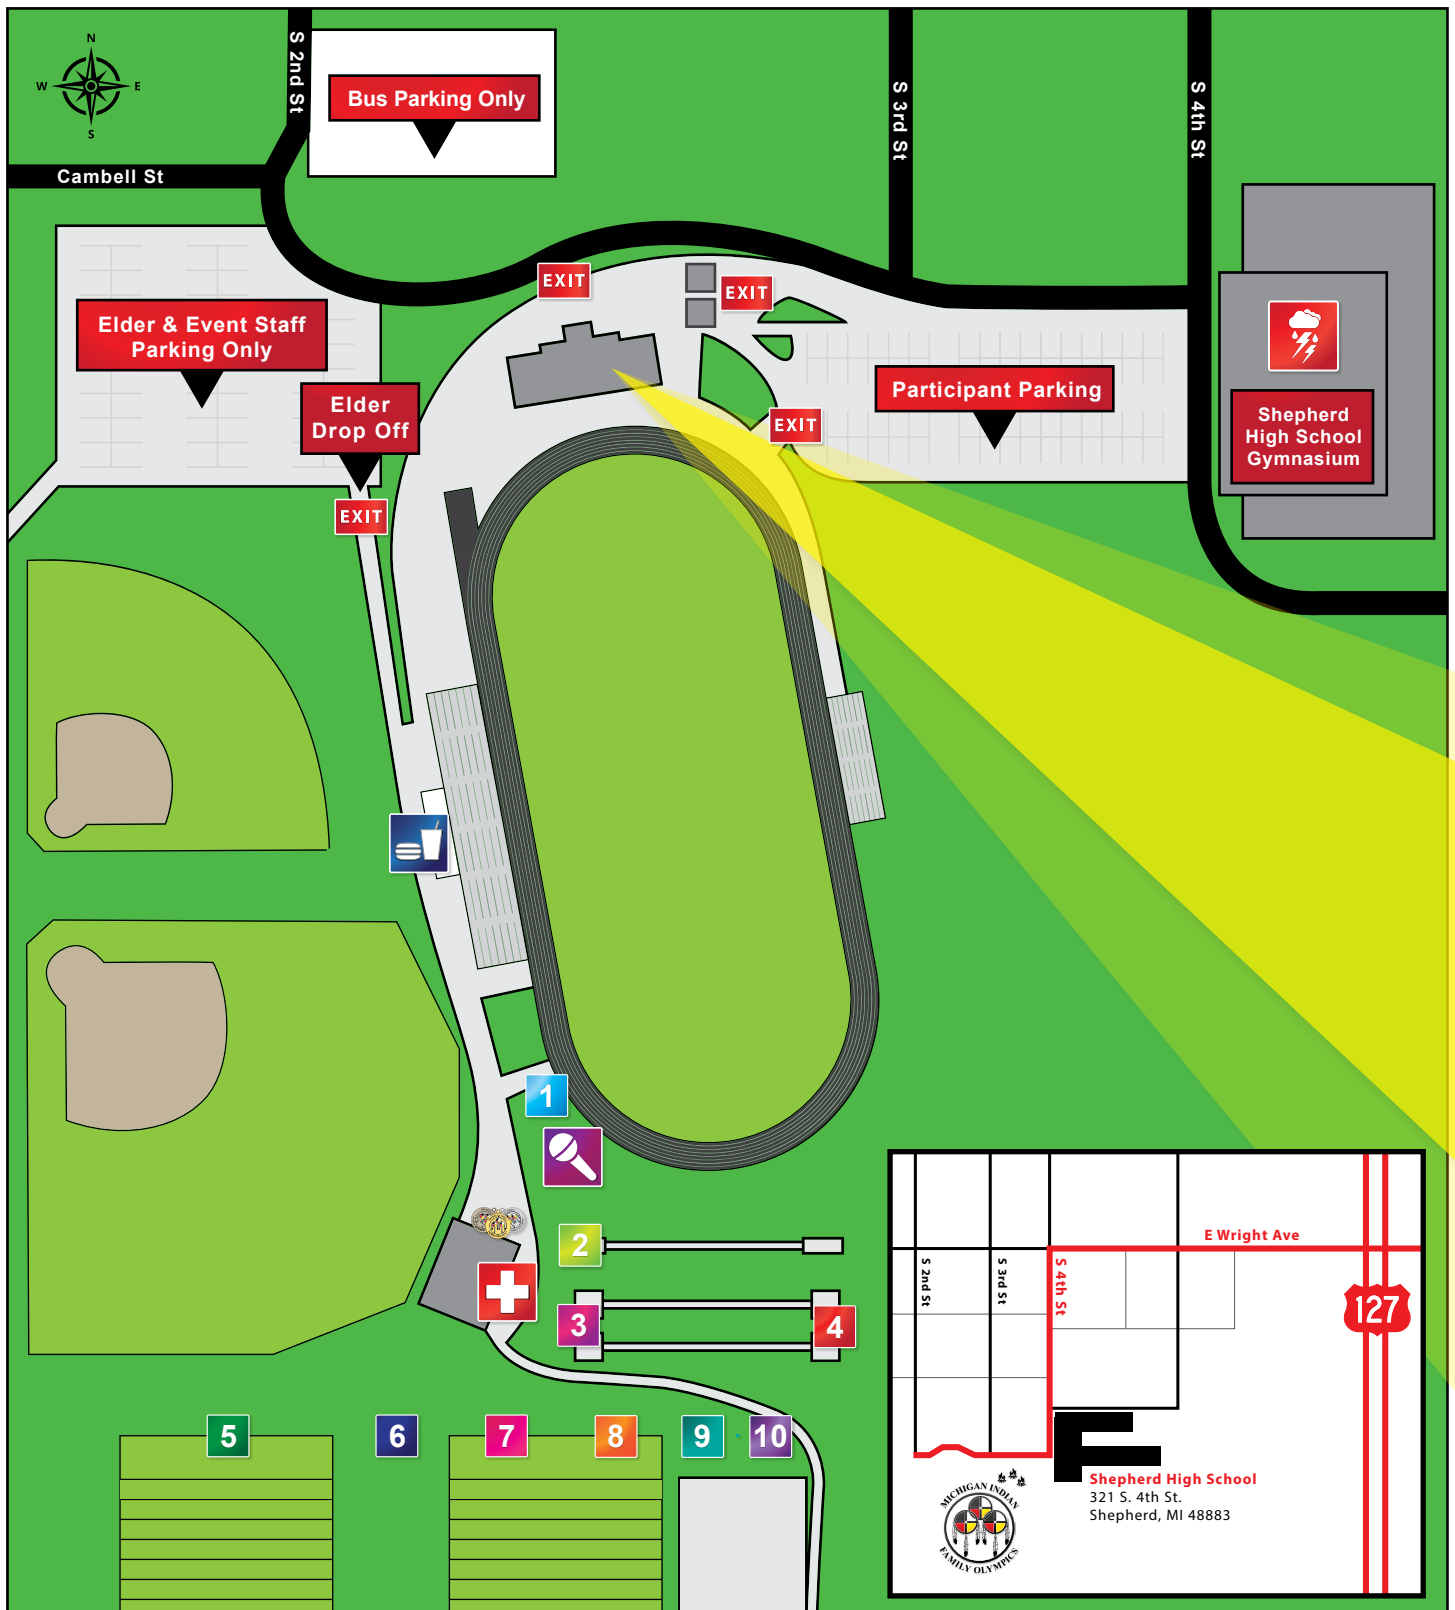 N
W
E
S
S 2nd St
Bus Parking Only
S 3rd St
S 4th St
Cambell St
EXIT
EXIT
Elder & Event Staff
Parking Only
Elder
Drop Off
Participant Parking
EXIT
Shepherd
High School
Gymnasium
EXIT
1
2
3
4
5
6
7
8
9
10
E Wright Ave
S 2nd St
S 3rd St
S 4th St
127
Shepherd High School
321 S. 4th St.
Shepherd, MI 48883
MICHIGAN INDIAN
FAMILY OLYMPICS